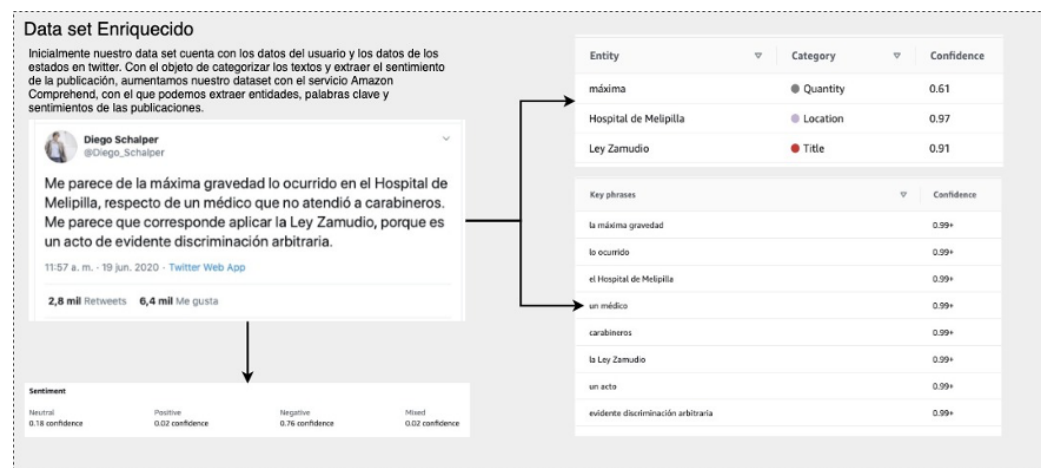 Data set Enriquecido
Inicialmente nuestro data set cuenta con los datos del usuario y los datos de los
estados en twitter. Con el objeto de categorizar los textos y extraer el sentimiento
de la publicación, aumentamos nuestro dataset con el servicio Amazon
Comprehend, con el que podemos extraer entidades, palabras clave y
sentimientos de las publicaciones.
Diego Schalper
@Diego_Schalper
Me parece de la máxima gravedad lo ocurrido en el Hospital de
Melipilla, respecto de un médico que no atendió a carabineros.
Me parece que corresponde aplicar la Ley Zamudio, porque es
un acto de evidente discriminación arbitraria.
11:57 a. m. · 19 jun. 2020 · Twitter Web App
2,8 mil Retweets 6,4 mil Me gusta
Sentiment
Neutral Positive Negative Mixed
0.18 confidence 0.02 confidence 0.76 confidence 0.02 confidence
Entity Category Confidence
máxima Quantity 0.61
Hospital de Melipilla Location 0.97
Ley Zamudio Title 0.91
Key phrases Confidence
la máxima gravedad 0.99+
lo ocurrido 0.99+
el Hospital de Melipilla 0.99+
un médico 0.99+
carabineros 0.99+
la Ley Zamudio 0.99+
un acto 0.99+
evidente discriminación arbitraria 0.99+